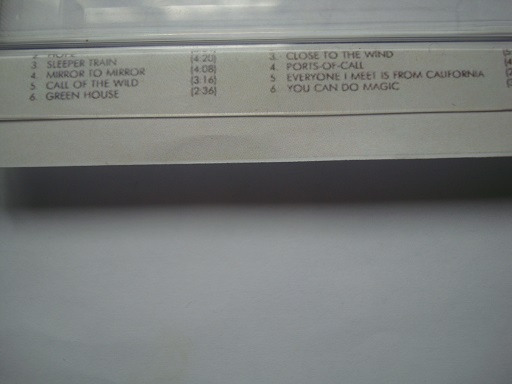 2. HOPE
3. SLEEPER TRAIN (4:20)
4. MIRROR TO MIRROR (4:08)
5. CALL OF THE WILD (3:16)
6. GREEN HOUSE (2:36)
3. CLOSE TO THE WIND
4. PORTS-OF-CALL
5. EVERYONE I MEET IS FROM CALIFORNIA
6. YOU CAN DO MAGIC